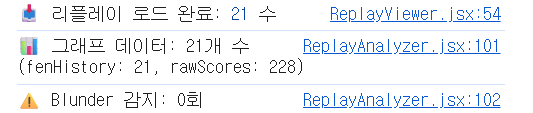 리플레이 로드 완료: 21 수 ReplayViewer.jsx:54
그래프 데이터: 21개 수 ReplayAnalyzer.jsx:101
(fenHistory: 21, rawScores: 228)
Blunder 감지: 0회 ReplayAnalyzer.jsx:102